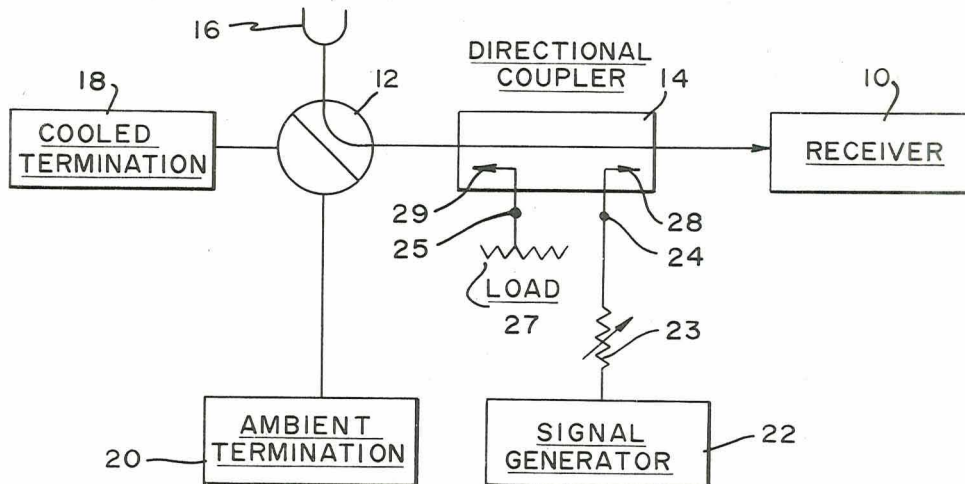 16
12
DIRECTIONAL
COUPLER
14
18
10
COOLED
TERMINATION
RECEIVER
29
28
25
24
LOAD
27
23
AMBIENT
TERMINATION
20
SIGNAL
GENERATOR
22